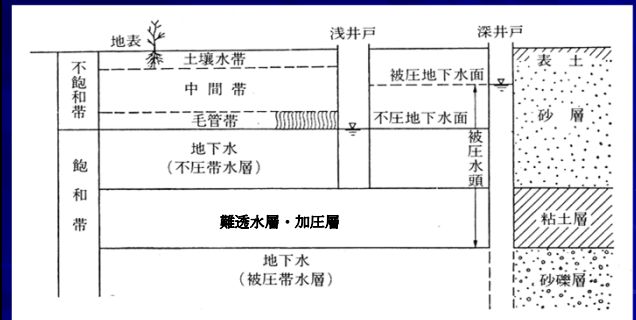 浅井戸
深井戸
地表
不飽和帯
土壌水帯
中間帯
毛管帯
被圧地下水面
不圧地下水面
表土
砂層
飽和帯
地下水
(不圧帯水層)
被圧水頭
難透水層・加圧層
粘土層
地下水
(被圧帯水層)
砂礫層